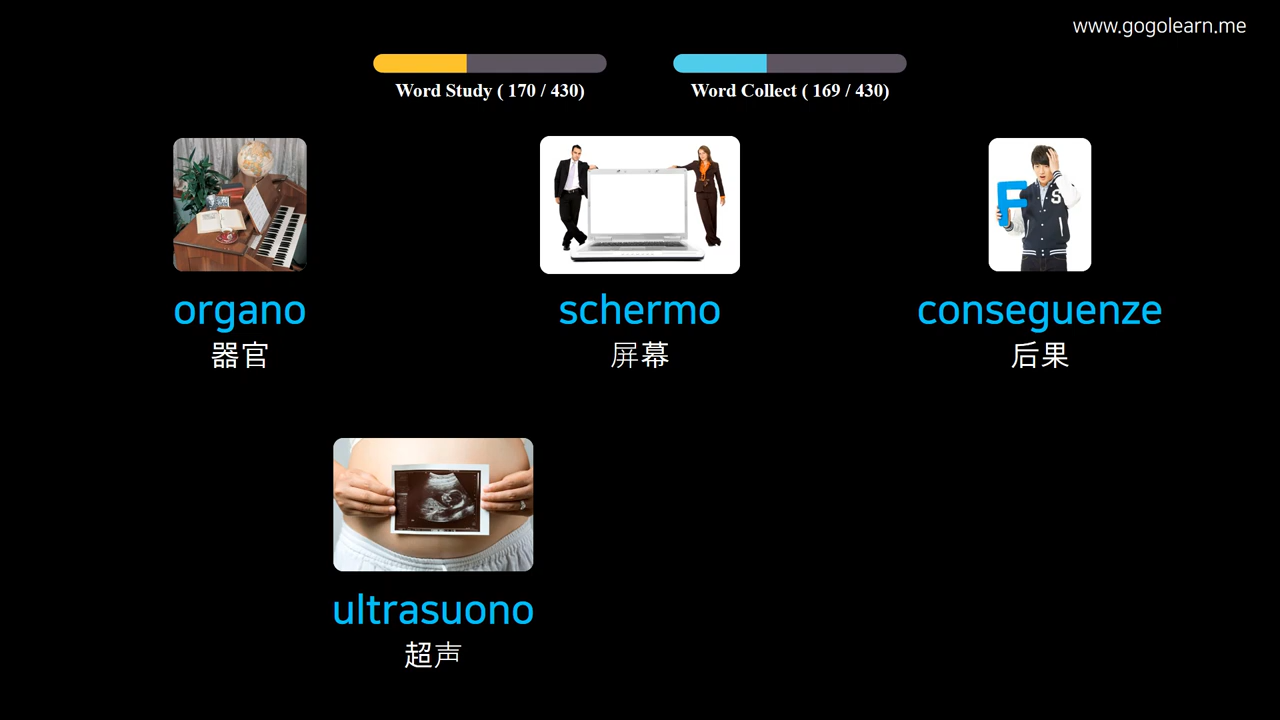 www.gogolearn.me
Word Study ( 170 / 430)
Word Collect ( 169 / 430)
organo
器官
schermo
屏幕
F
S
conseguenze
后果
ultrasuono
超声